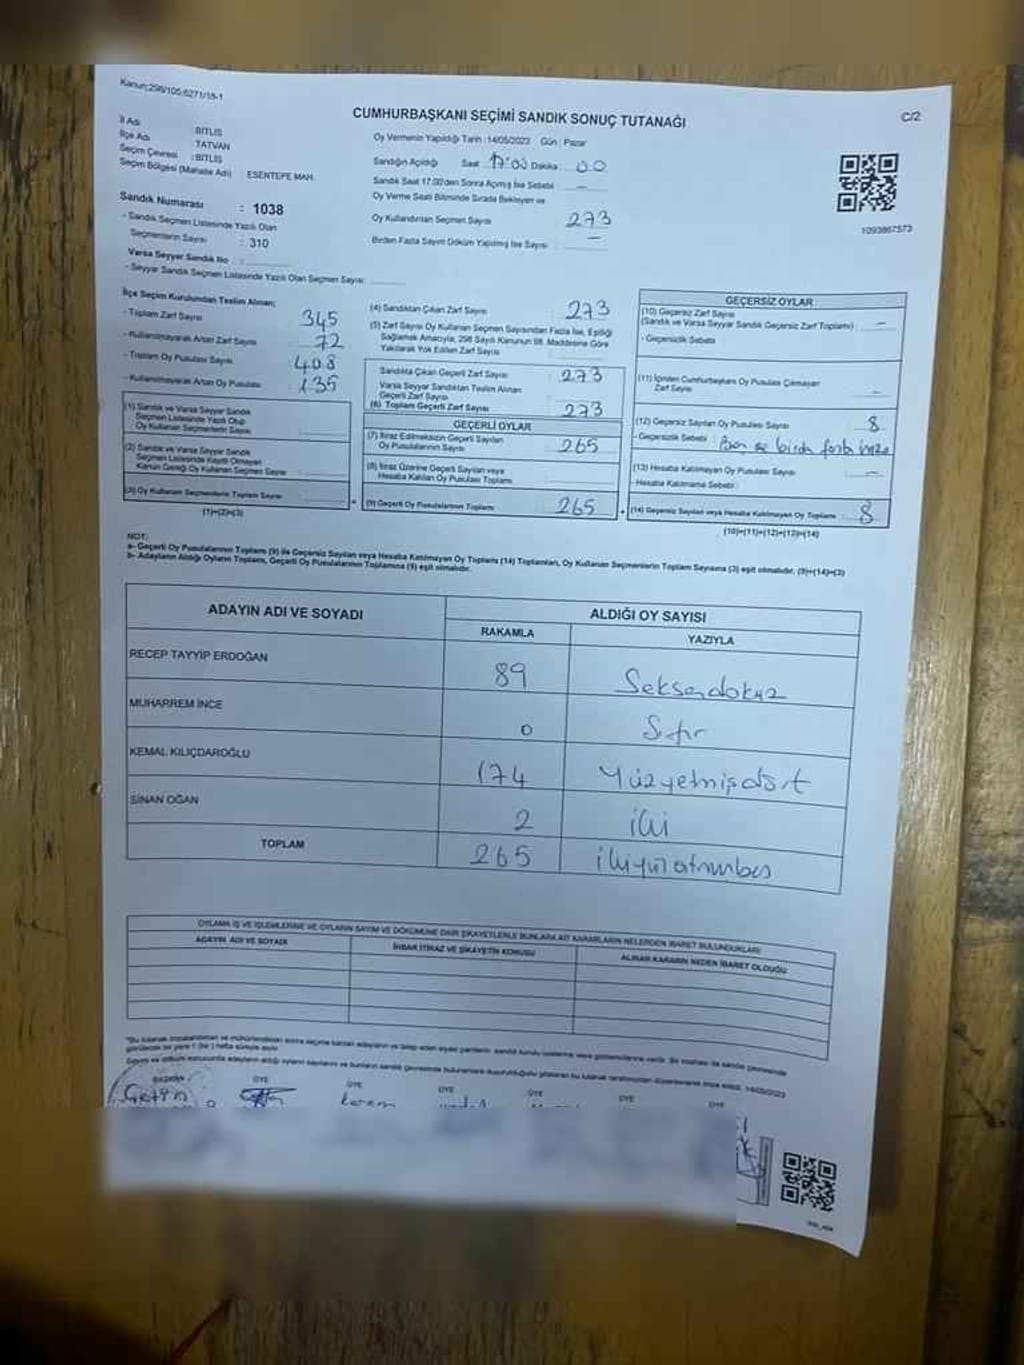 Kanun;298/105;6271/18-1
C/2
CUMHURBAŞKANI SEÇİMİ SANDIK SONUÇ TUTANAĞI
İl Adı BITLIS
İlçe Adı TATVAN
Seçim Çevresi : BITLIS
Seçim Bölgesi (Mahalle Adı) ESENTEPE MAH.
Oy Vermenin Yapıldığı Tarih : 14/05/2023 Gün : Pazar
Sandığın Açıldığı Saat 17:00 Dakika 00
Sandık Saat 17.00'den Sonra Açılmış İse Sebebi —
Oy Verme Saati Bitiminde Sırada Bekleyen ve
Oy Kullandırılan Seçmen Sayısı 273
Birden Fazla Sayım Döküm Yapılmış İse Sayısı —
1093867573
Sandık Numarası : 1038
- Sandık Seçmen Listesinde Yazılı Olan
Seçmenlerin Sayısı : 310
Varsa Seyyar Sandık No :
- Seyyar Sandık Seçmen Listesinde Yazılı Olan Seçmen Sayısı
İlçe Seçim Kurulundan Teslim Alınan;
- Toplam Zarf Sayısı 345
- Kullanılmayarak Artan Zarf Sayısı 72
- Toplam Oy Pusulası Sayısı 408
- Kullanılmayarak Artan Oy Pusulası 135
(1) Sandık ve Varsa Seyyar Sandık
Seçmen Listesinde Yazılı Olup
Oy Kullanan Seçmenlerin Sayısı
(2) Sandık ve Varsa Seyyar Sandık
Seçmen Listesinde Kayıtlı Olmayan
Kanun Gereği Oy Kullanan Seçmen Sayısı
(3) Oy Kullanan Seçmenlerin Toplam Sayısı
(1)+(2)=(3)
(4) Sandıktan Çıkan Zarf Sayısı 273
(5) Zarf Sayısı Oy Kullanan Seçmen Sayısından Fazla İse, Eşitliği
Sağlamak Amacıyla, 298 Sayılı Kanunun 98. Maddesine Göre
Yakılarak Yok Edilen Zarf Sayısı
Sandıkta Çıkan Geçerli Zarf Sayısı : 273
Varsa Seyyar Sandıktan Teslim Alınan
Geçerli Zarf Sayısı
(6) Toplam Geçerli Zarf Sayısı 273
GEÇERLİ OYLAR
(7) İtiraz Edilmeksizin Geçerli Sayılan
Oy Pusulalarının Sayısı 265
(8) İtiraz Üzerine Geçerli Sayılan veya
Hesaba Katılan Oy Pusulası Toplamı
(9) Geçerli Oy Pusulalarının Toplamı 265
GEÇERSİZ OYLAR
(10) Geçersiz Zarf Sayısı
(Sandık ve Varsa Seyyar Sandık Geçersiz Zarf Toplamı) : —
- Geçersizlik Sebebi
(11) İçinden Cumhurbaşkanı Oy Pusulası Çıkmayan
Zarf Sayısı —
(12) Geçersiz Sayılan Oy Pusulası Sayısı 8
- Geçersizlik Sebebi birda fazla
(13) Hesaba Katılmayan Oy Pusulası Sayısı —
- Hesaba Katılmama Sebebi :
(14) Geçersiz Sayılan veya Hesaba Katılmayan Oy Toplamı : 8
(10)+(11)+(12)+(13)=(14)
NOT:
a- Geçerli Oy Pusulalarının Toplamı (9) ile Geçersiz Sayılan veya Hesaba Katılmayan Oy Toplamı (14) Toplamları, Oy Kullanan Seçmenlerin Toplam Sayısına (3) eşit olmalıdır. (9)+(14)=(3)
b- Adayların Aldığı Oyların Toplamı, Geçerli Oy Pusulalarının Toplamına (9) eşit olmalıdır.
ADAYIN ADI VE SOYADI ALDIĞI OY SAYISI
RAKAMLA YAZIYLA
RECEP TAYYİP ERDOĞAN 89 Seksendokuz
MUHARREM İNCE 0 Sıfır
KEMAL KILIÇDAROĞLU 174 Yüzyetmişdört
SİNAN OĞAN 2 iki
TOPLAM 265 ikiyüzatmışbeş
OYLAMA İŞ VE İŞLEMLERİNE VE OYLARIN SAYIM VE DÖKÜMÜNE DAİR ŞİKAYETLERLE BUNLARA AİT KARARLARIN NELERDEN İBARET BULUNDUKLARI
ADAYIN ADI VE SOYADI İHBAR İTİRAZ VE ŞİKAYETİN KONUSU ALINAN KARARIN NEDEN İBARET OLDUĞU
BAŞKAN ÜYE ÜYE ÜYE ÜYE ÜYE ÜYE
Çetin kerem